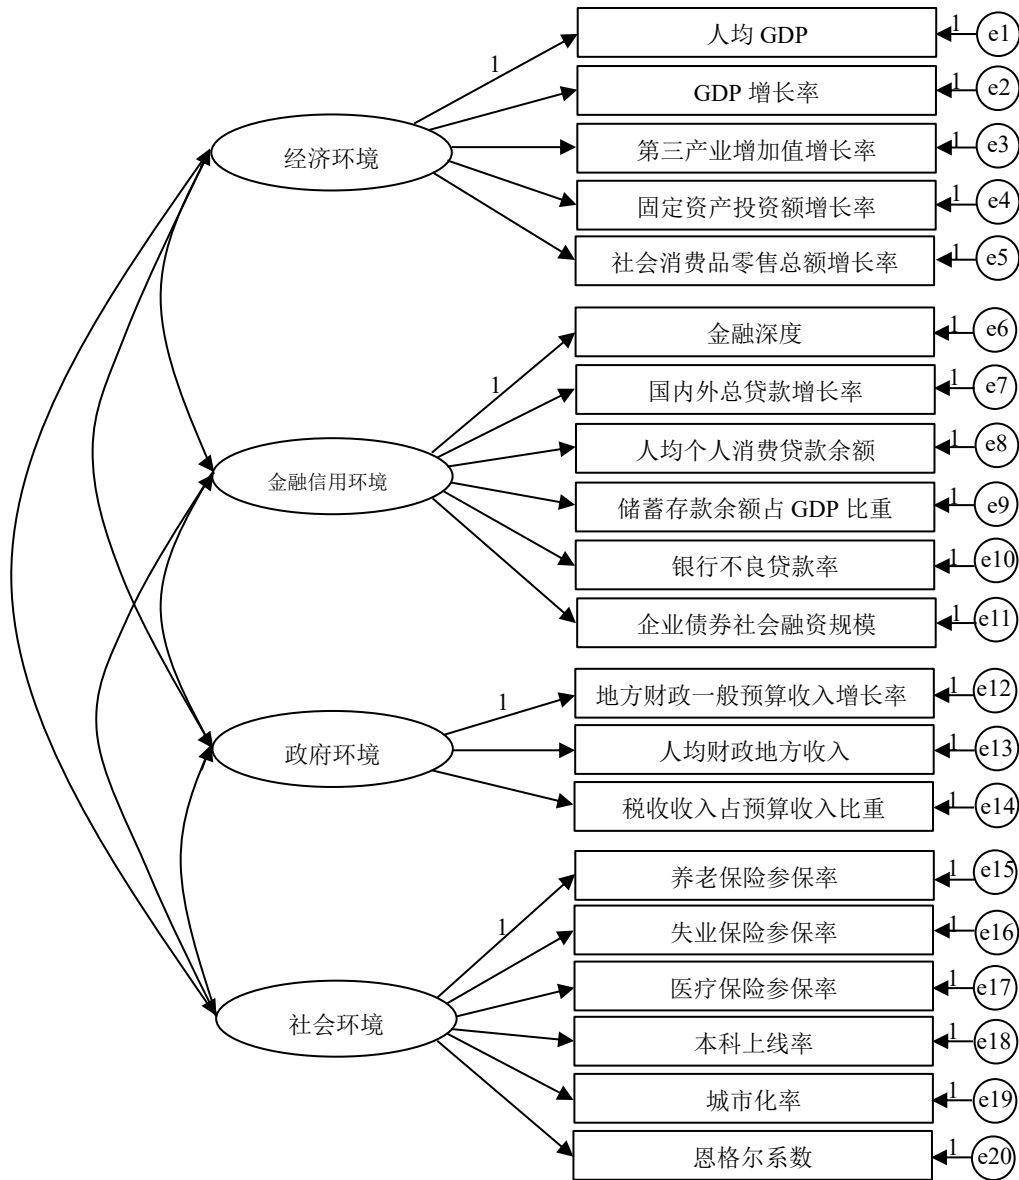 人均 GDP
1
e1
1
GDP 增长率
1
e2
经济环境
第三产业增加值增长率
1
e3
固定资产投资额增长率
1
e4
社会消费品零售总额增长率
1
e5
金融深度
1
e6
1
国内外总贷款增长率
1
e7
金融信用环境
人均个人消费贷款余额
1
e8
储蓄存款余额占 GDP 比重
1
e9
银行不良贷款率
1
e10
企业债券社会融资规模
1
e11
地方财政一般预算收入增长率
1
e12
1
政府环境
人均财政地方收入
1
e13
税收收入占预算收入比重
1
e14
养老保险参保率
1
e15
1
失业保险参保率
1
e16
医疗保险参保率
1
e17
社会环境
本科上线率
1
e18
城市化率
1
e19
恩格尔系数
1
e20